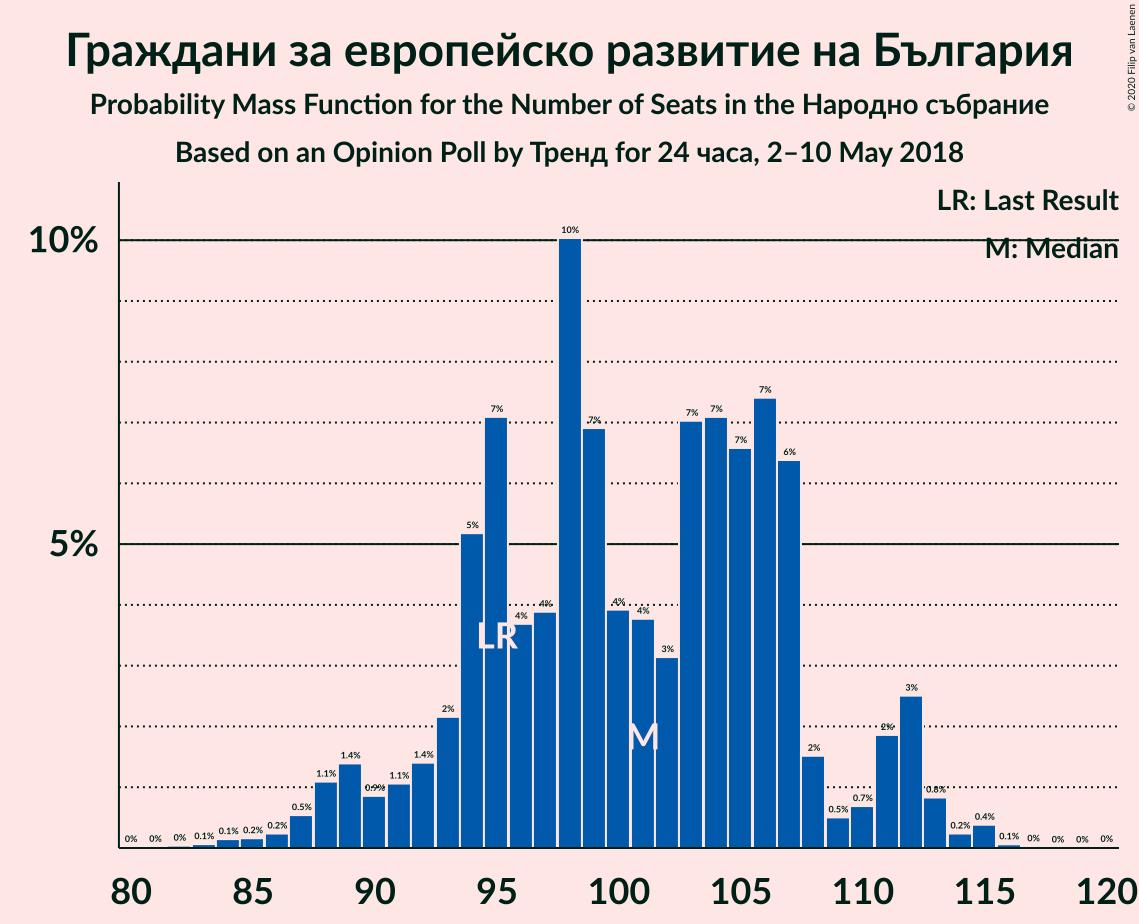 Граждани за европейско развитие на България
Probability Mass Function for the Number of Seats in the Народно събрание
Based on an Opinion Poll by Тренд for 24 часа, 2–10 May 2018
© 2020 Filip van Laenen
LR: Last Result
M: Median
10%
5%
0% 0% 0% 0.1% 0.1% 0.2% 0.2% 0.5% 1.1% 1.4% 0.9% 1.1% 1.4% 2% 5% 7% 4% 4% 10% 7% 4% 4% 3% 7% 7% 7% 7% 6% 2% 0.5% 0.7% 2% 3% 0.8% 0.2% 0.4% 0.1% 0% 0% 0% 0%
LR
M
80 85 90 95 100 105 110 115 120